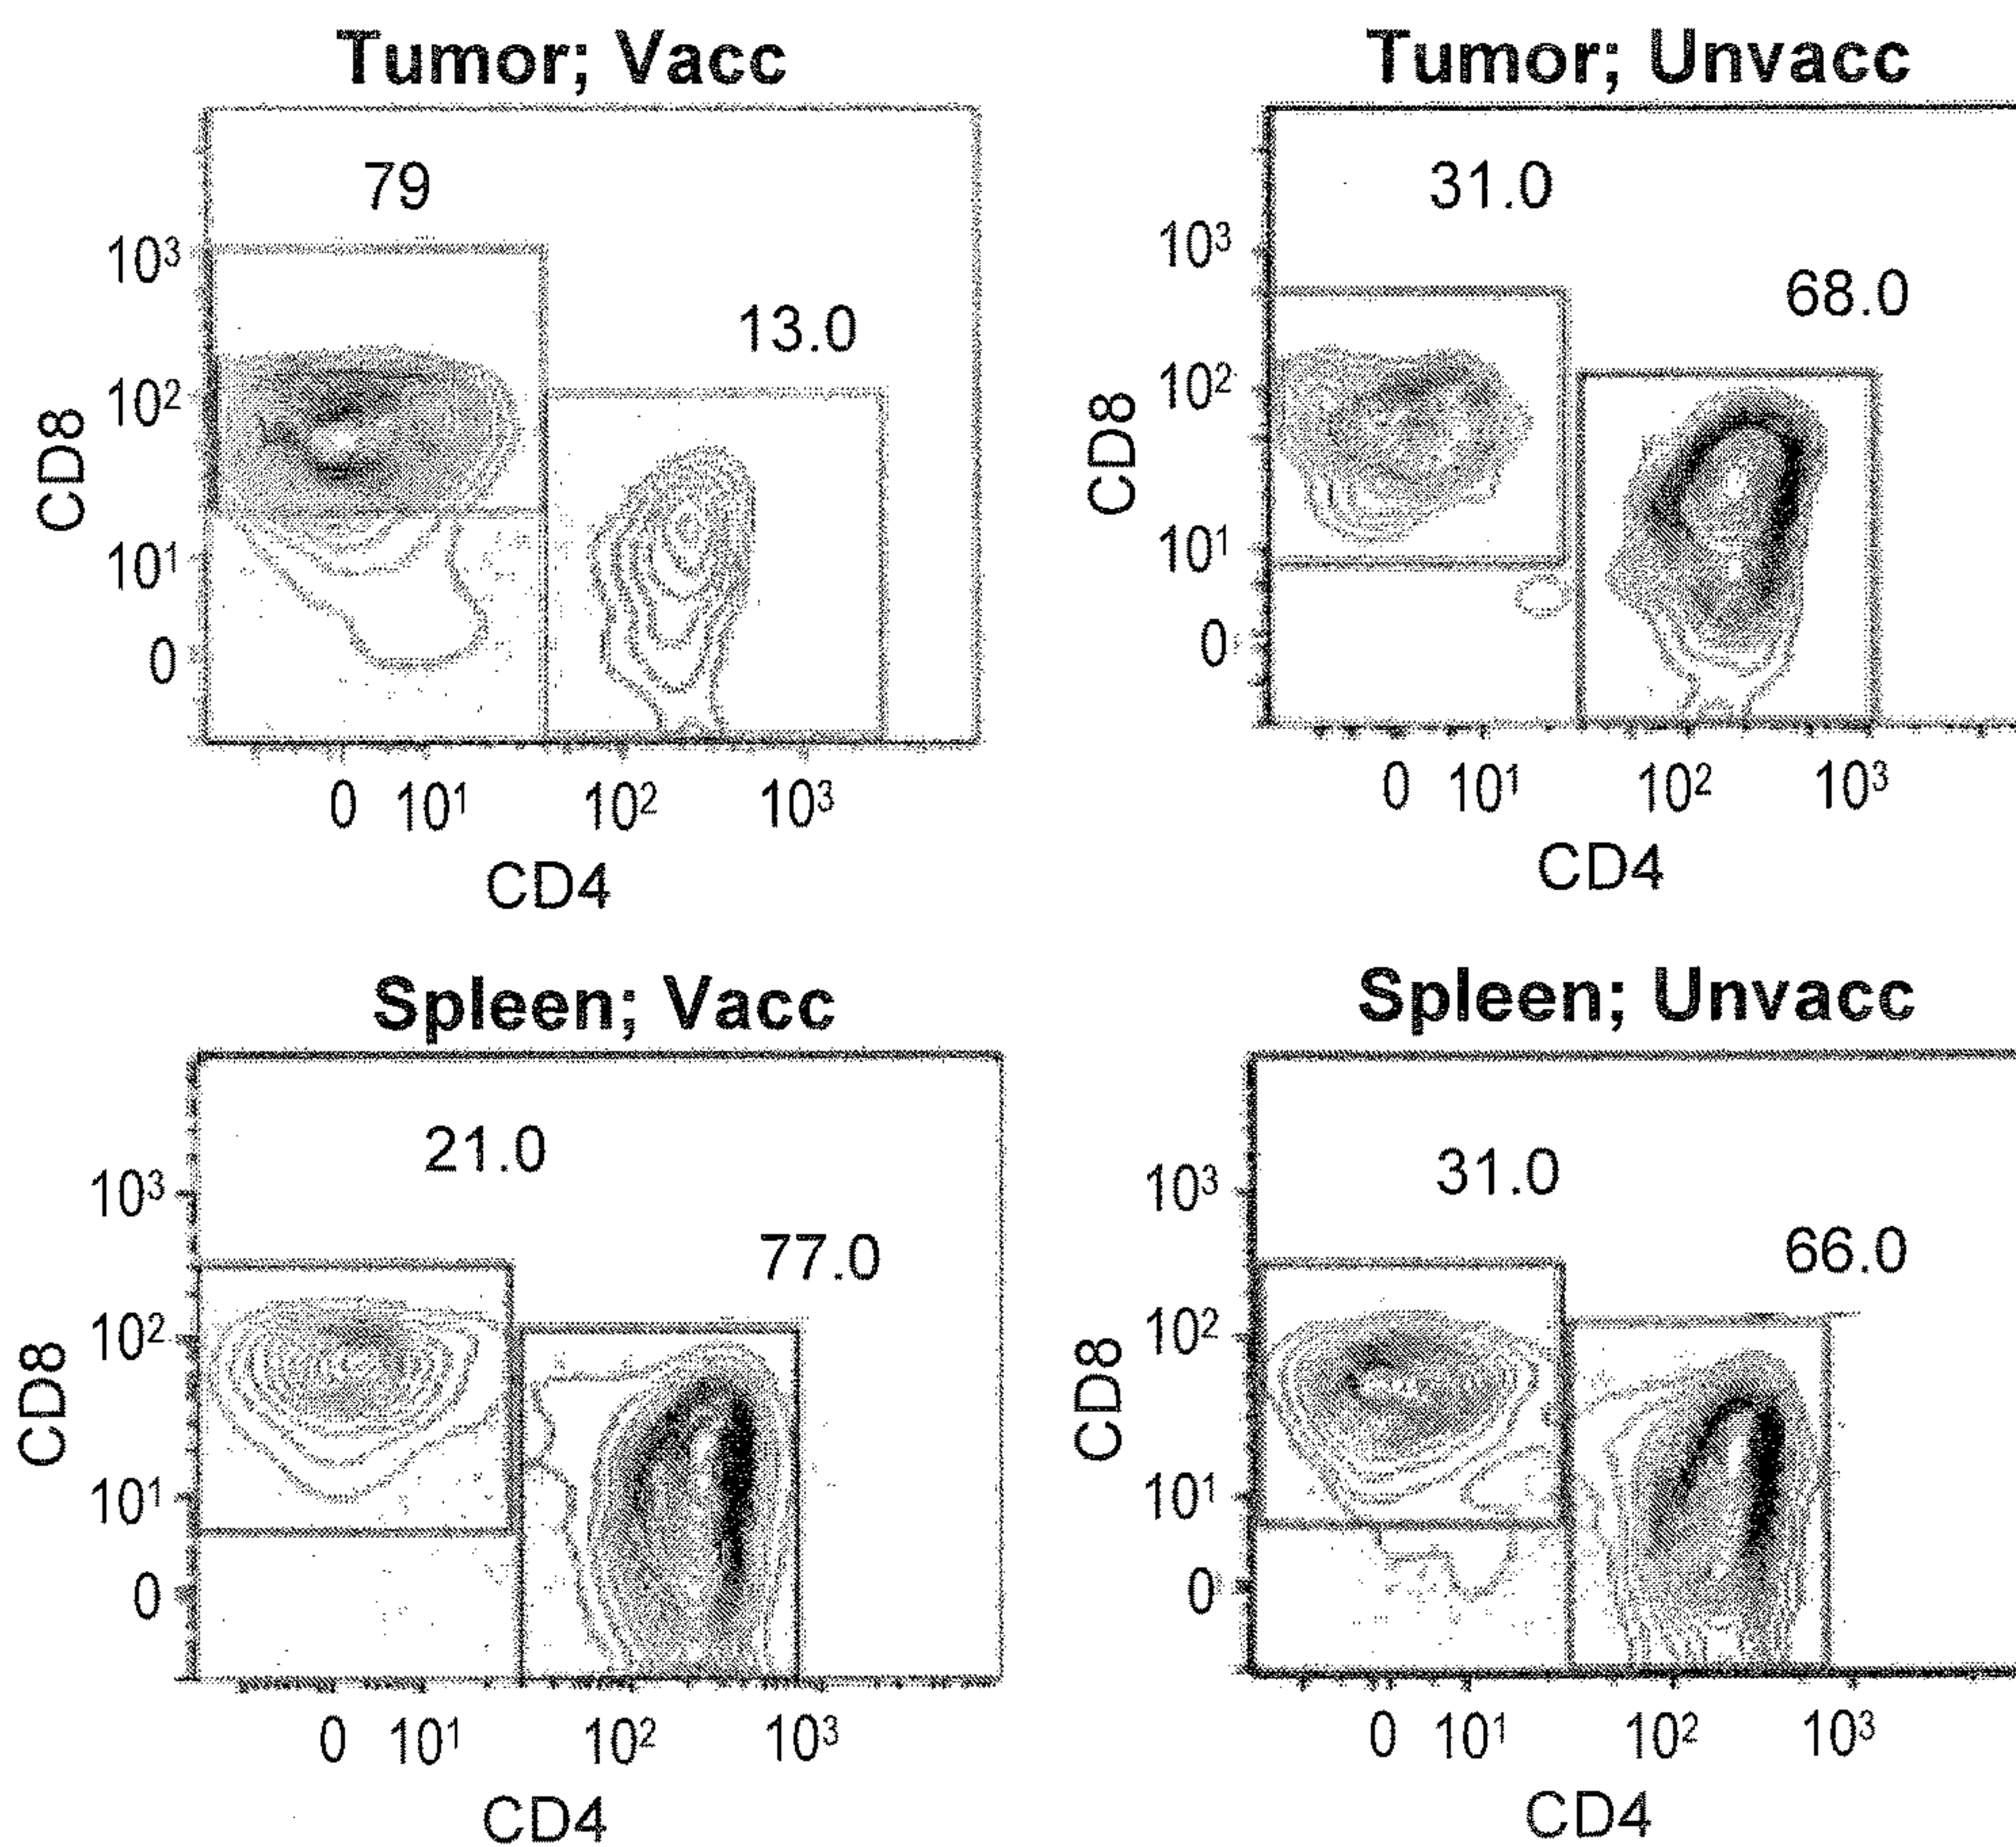 Tumor; Vacc
79
13.0
10³
10²
10¹
0
CD8
0 10¹ 10² 10³
CD4
Tumor; Unvacc
31.0
68.0
10³
10²
10¹
0
CD8
0 10¹ 10² 10³
CD4
Spleen; Vacc
21.0
77.0
10³
10²
10¹
0
CD8
0 10¹ 10² 10³
CD4
Spleen; Unvacc
31.0
66.0
10³
10²
10¹
0
CD8
0 10¹ 10² 10³
CD4